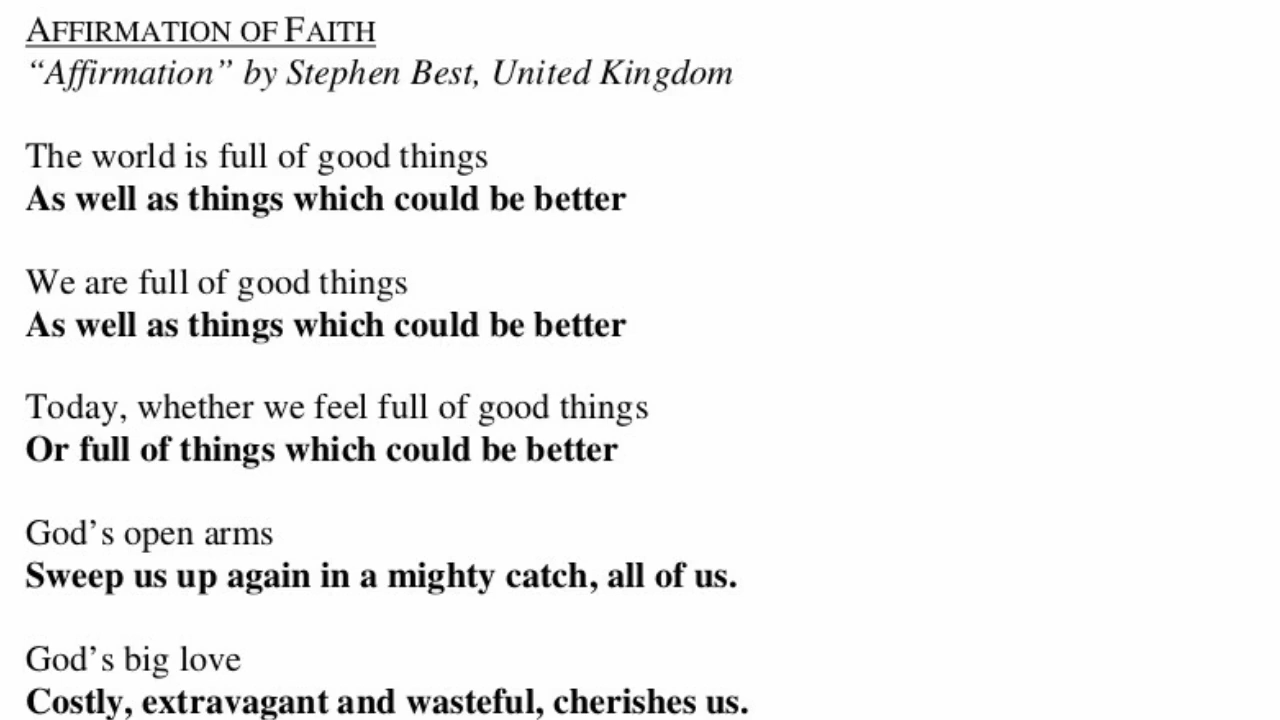 AFFIRMATION OF FAITH
“Affirmation” by Stephen Best, United Kingdom
The world is full of good things
As well as things which could be better
We are full of good things
As well as things which could be better
Today, whether we feel full of good things
Or full of things which could be better
God’s open arms
Sweep us up again in a mighty catch, all of us.
God’s big love
Costly, extravagant and wasteful, cherishes us.